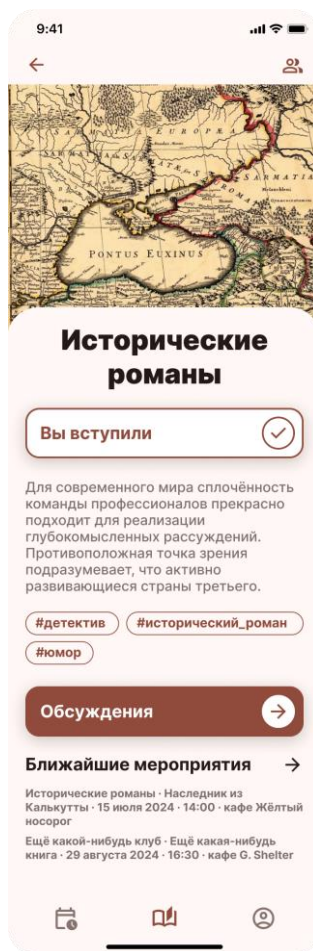 9:41
SARMATIA EUROPÆA
SARMATIA
PONTUS EUXINUS
Исторические
романы
Вы вступили
Для современного мира сплочённость
команды профессионалов прекрасно
подходит для реализации
глубокомысленных рассуждений.
Противоположная точка зрения
подразумевает, что активно
развивающиеся страны третьего.
#детектив #исторический_роман
#юмор
Обсуждения
Ближайшие мероприятия
Исторические романы · Наследник из
Калькутты · 15 июля 2024 · 14:00 · кафе Жёлтый
носорог
Ещё какой-нибудь клуб · Ещё какая-нибудь
книга · 29 августа 2024 · 16:30 · кафе G. Shelter